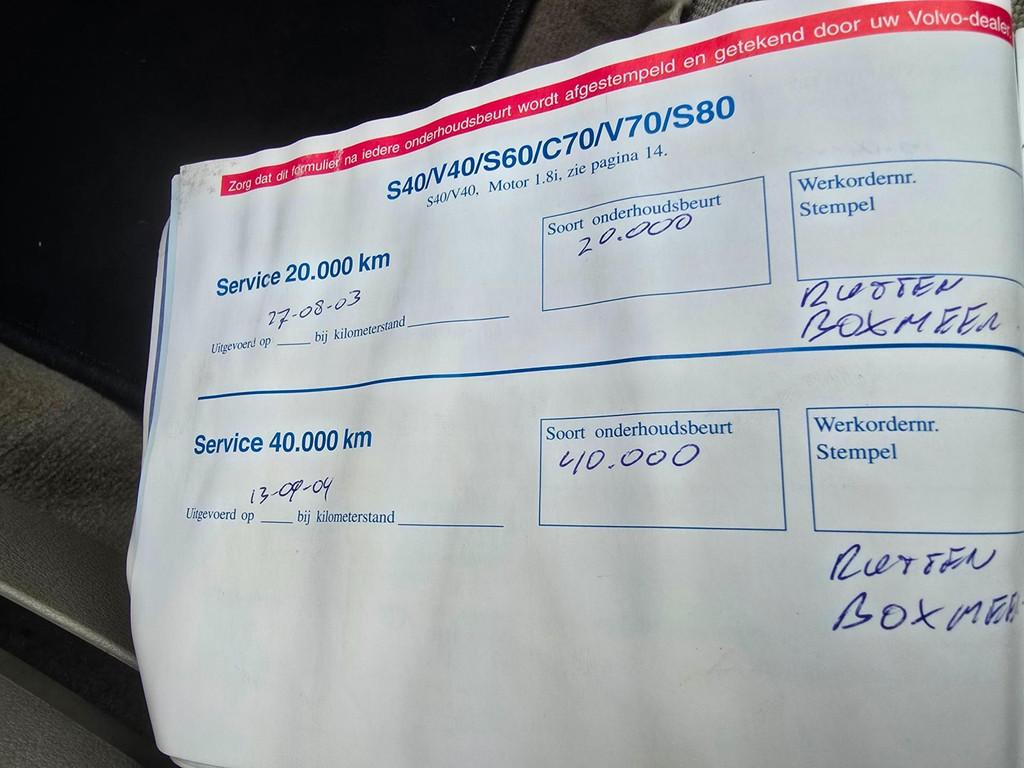 Zorg dat dit formulier na iedere onderhoudsbeurt wordt afgestempeld en getekend door uw Volvo-dealer
S40/V40/S60/C70/V70/S80
S40/V40, Motor 1.8i, zie pagina 14.
Service 20.000 km
27-08-03
Uitgevoerd op ____ bij kilometerstand ____
Soort onderhoudsbeurt
20.000
Werkordernr.
Stempel
RUTTEN
BOXMEER
Service 40.000 km
13-09-04
Uitgevoerd op ____ bij kilometerstand ____
Soort onderhoudsbeurt
40.000
Werkordernr.
Stempel
RUTTEN
BOXMEER